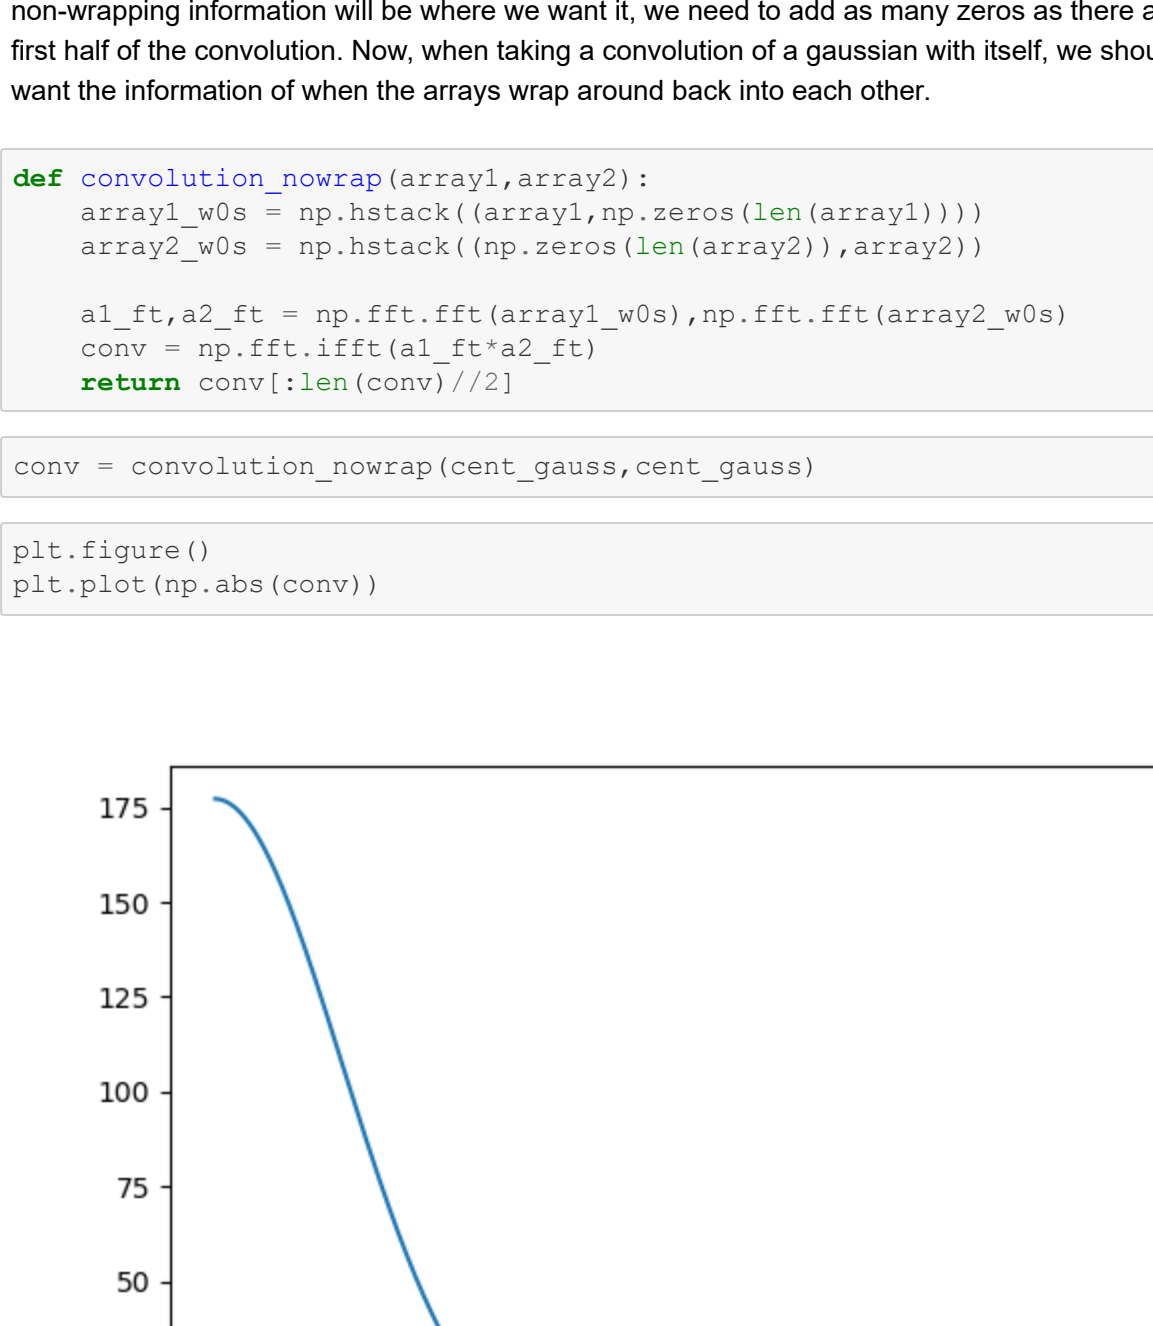 non-wrapping information will be where we want it, we need to add as many zeros as there
first half of the convolution. Now, when taking a convolution of a gaussian with itself, we
want the information of when the arrays wrap around back into each other.
def convolution_nowrap(array1,array2):
    array1_w0s = np.hstack((array1,np.zeros(len(array1))))
    array2_w0s = np.hstack((np.zeros(len(array2)),array2))
    a1_ft,a2_ft = np.fft.fft(array1_w0s),np.fft.fft(array2_w0s)
    conv = np.fft.ifft(a1_ft*a2_ft)
    return conv[:len(conv)//2]
conv = convolution_nowrap(cent_gauss,cent_gauss)
plt.figure()
plt.plot(np.abs(conv))
175
150
125
100
75
50